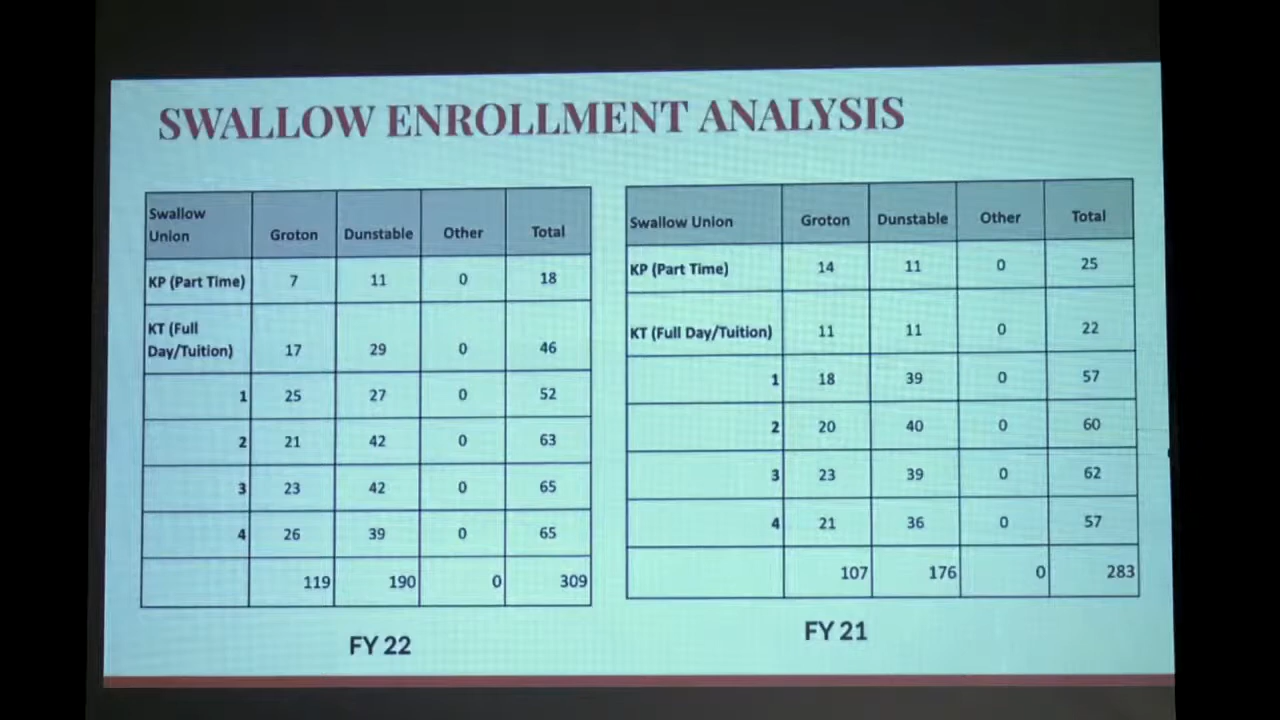 SWALLOW ENROLLMENT ANALYSIS
Swallow
Union Groton Dunstable Other Total
KP (Part Time) 7 11 0 18
KT (Full
Day/Tuition) 17 29 0 46
1 25 27 0 52
2 21 42 0 63
3 23 42 0 65
4 26 39 0 65
119 190 0 309
FY 22
Swallow Union Groton Dunstable Other Total
KP (Part Time) 14 11 0 25
KT (Full Day/Tuition) 11 11 0 22
1 18 39 0 57
2 20 40 0 60
3 23 39 0 62
4 21 36 0 57
107 176 0 283
FY 21